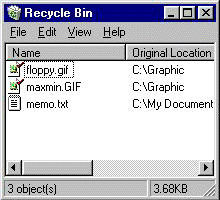 Recycle Bin
File Edit View Help
Name Original Location
floppy.gif C:\Graphic
maxmin.GIF C:\Graphic
memo.txt C:\My Document
3 object(s) 3.68KB